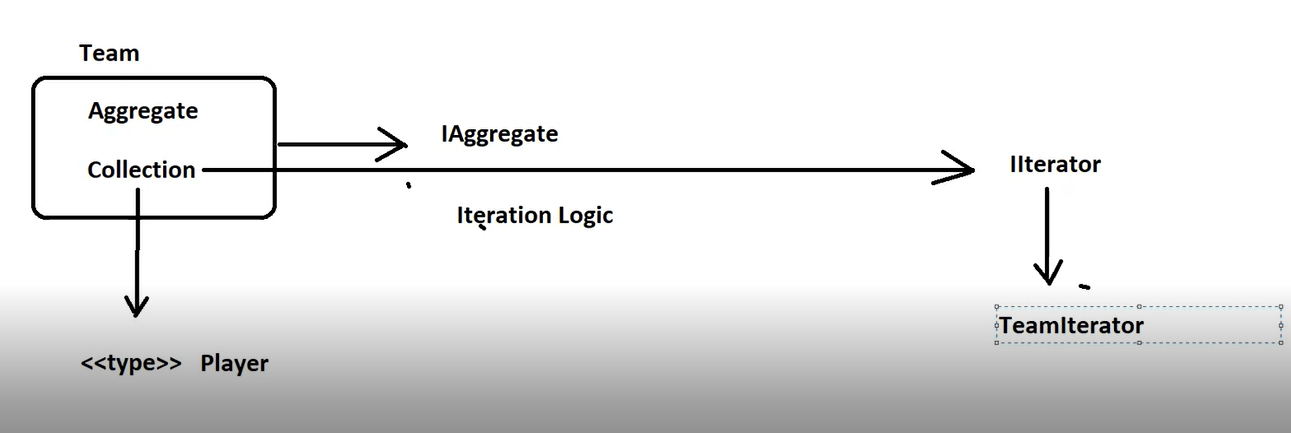 Team
Aggregate
IAggregate
Collection
IIterator
Iteration Logic
TeamIterator
<<type>> Player